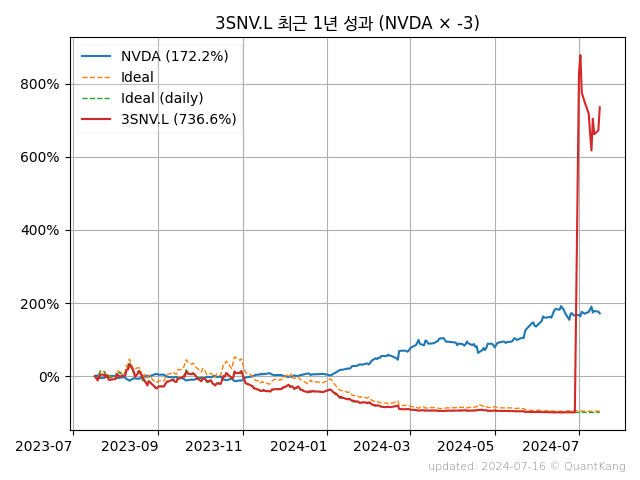 3SNV.L 최근 1년 성과 (NVDA × -3)
NVDA (172.2%)
Ideal
Ideal (daily)
3SNV.L (736.6%)
800%
600%
400%
200%
0%
2023-07 2023-09 2023-11 2024-01 2024-03 2024-05 2024-07
updated: 2024-07-16 © QuantKang